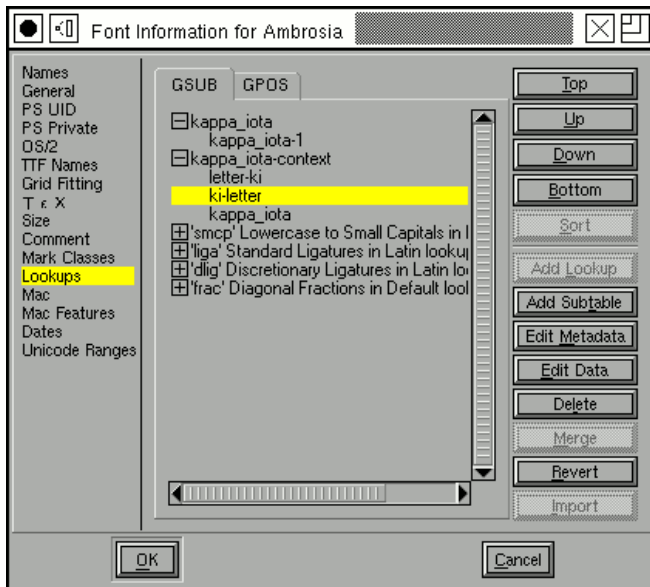 Font Information for Ambrosia
Names
General
PS UID
PS Private
OS/2
TTF Names
Grid Fitting
T ε X
Size
Comment
Mark Classes
Lookups
Mac
Mac Features
Dates
Unicode Ranges
GSUB GPOS
kappa_iota
kappa_iota-1
kappa_iota-context
letter-ki
ki-letter
kappa_iota
'smcp' Lowercase to Small Capitals in l
'liga' Standard Ligatures in Latin looku
'dlig' Discretionary Ligatures in Latin lo
'frac' Diagonal Fractions in Default lool
Top
Up
Down
Bottom
Sort
Add Lookup
Add Subtable
Edit Metadata
Edit Data
Delete
Merge
Revert
Import
OK Cancel